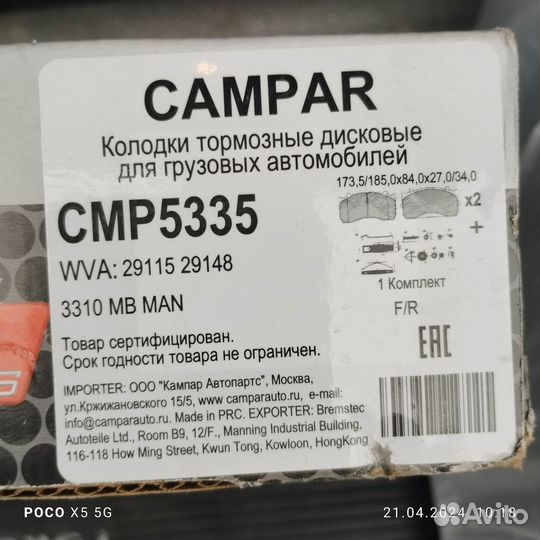 CAMPAR
Колодки тормозные дисковые
для грузовых автомобилей
173,5/185,0x84,0x27,0/34,0
CMP5335
x2
+
WVA: 29115 29148
1 Комплект
3310 MB MAN
F/R
Товар сертифицирован.
Срок годности товара не ограничен.
EAC
IMPORTER: ООО "Кампар Автопартс", Москва,
ул.Кржижановского 15/5, www.camparauto.ru, e-mail:
info@camparauto.ru. Made in PRC. EXPORTER: Bremstec
Autoteile Ltd., Room B9, 12/F., Manning Industrial Building,
116-118 How Ming Street, Kwun Tong, Kowloon, HongKong
S
POCO X5 5G
21.04.2024 10:18
Avito